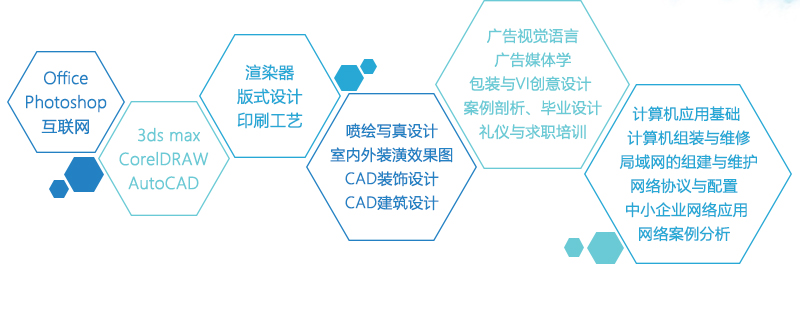 Office
Photoshop
互联网
3ds max
CorelDRAW
AutoCAD
渲染器
版式设计
印刷工艺
喷绘写真设计
室内外装潢效果图
CAD装饰设计
CAD建筑设计
广告视觉语言
广告媒体学
包装与VI创意设计
案例剖析、毕业设计
礼仪与求职培训
计算机应用基础
计算机组装与维修
局域网的组建与维护
网络协议与配置
中小企业网络应用
网络案例分析